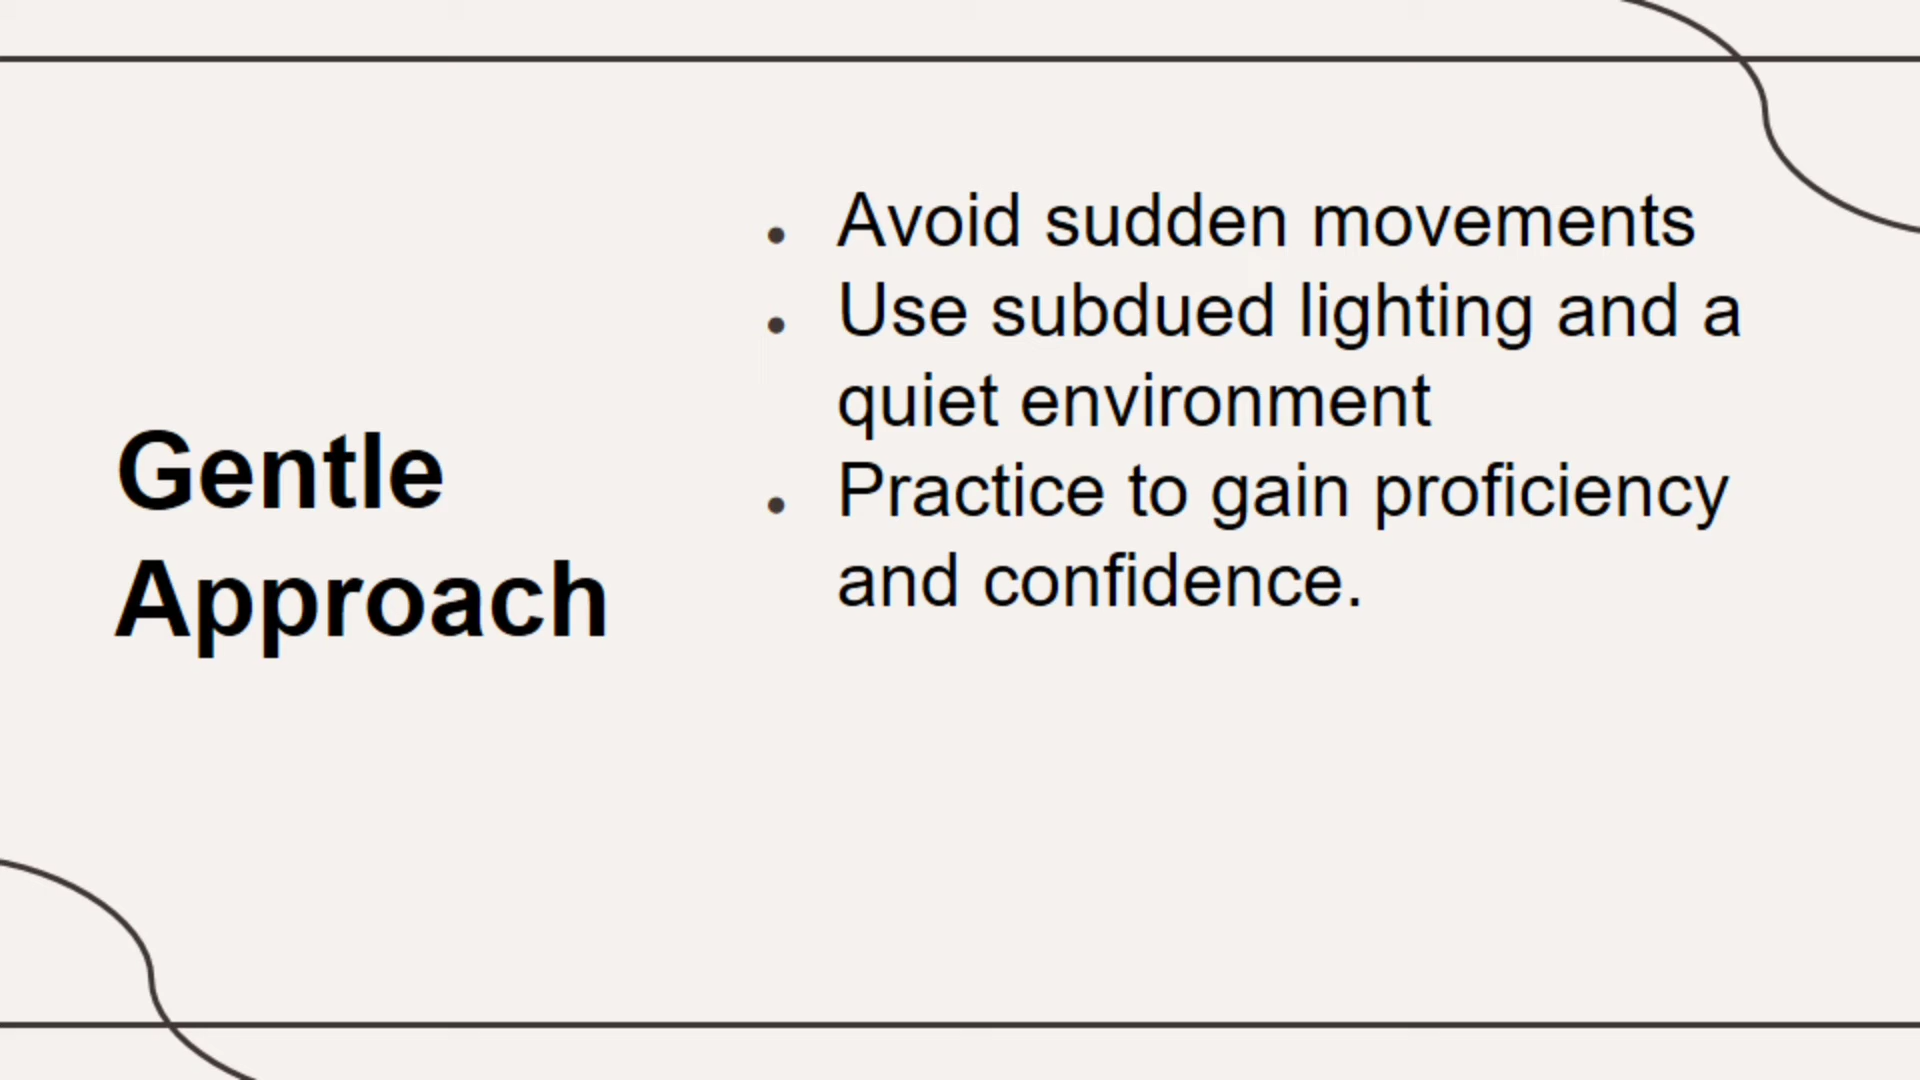 Gentle
Approach
• Avoid sudden movements
• Use subdued lighting and a
quiet environment
• Practice to gain proficiency
and confidence.